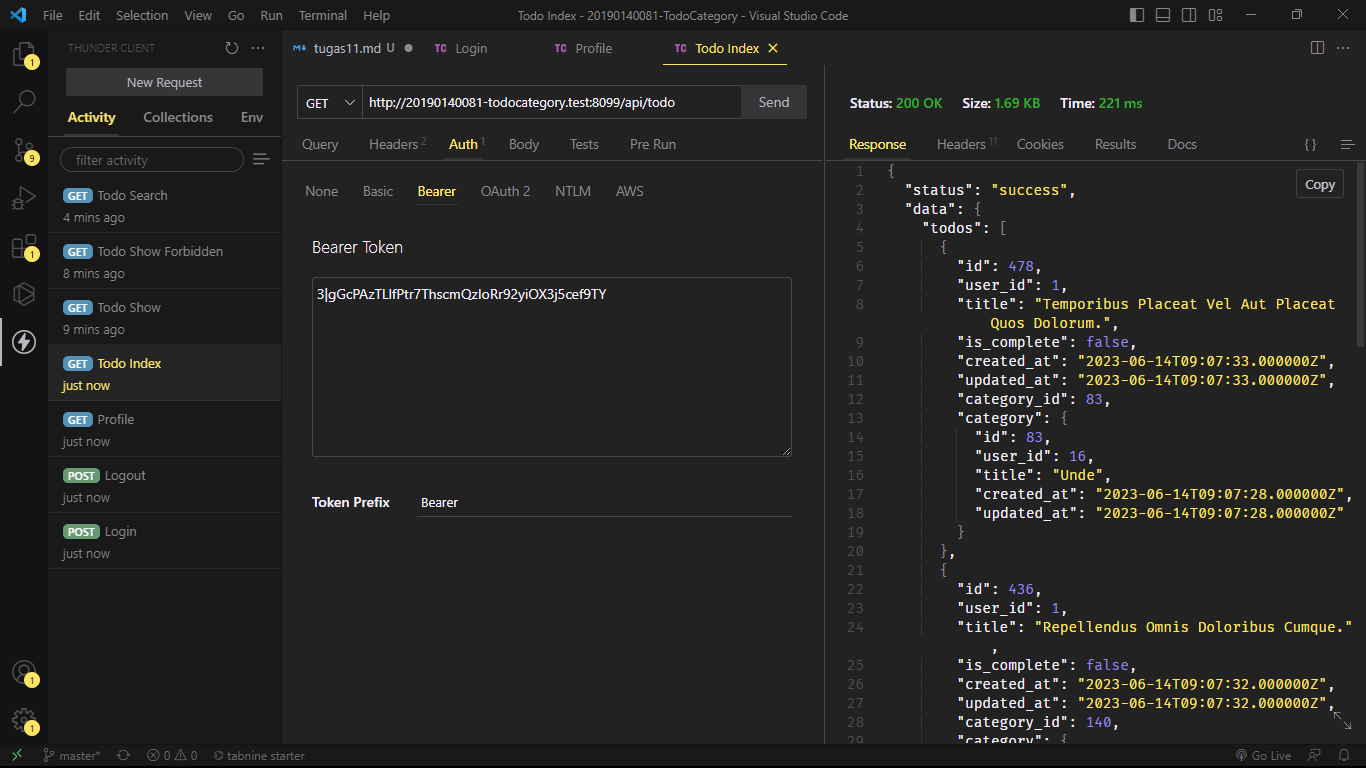 File Edit Selection View Go Run Terminal Help
Todo Index - 20190140081-TodoCategory - Visual Studio Code
1
9
1
1
1
THUNDER CLIENT
New Request
Activity Collections Env
filter activity
GET Todo Search
4 mins ago
GET Todo Show Forbidden
8 mins ago
GET Todo Show
9 mins ago
GET Todo Index
just now
GET Profile
just now
POST Logout
just now
POST Login
just now
tugas11.md U
TC Login
TC Profile
TC Todo Index
GET http://20190140081-todocategory.test:8099/api/todo Send
Query Headers 2 Auth 1 Body Tests Pre Run
None Basic Bearer OAuth 2 NTLM AWS
Bearer Token
3|gGcPAzTLIfPtr7ThscmQzIoRr92yiOX3j5cef9TY
Token Prefix Bearer
Status: 200 OK Size: 1.69 KB Time: 221 ms
Response Headers 11 Cookies Results Docs {}
Copy
1 {
2 "status": "success",
3 "data": {
4 "todos": [
5 {
6 "id": 478,
7 "user_id": 1,
8 "title": "Temporibus Placeat Vel Aut Placeat
Quos Dolorum.",
9 "is_complete": false,
10 "created_at": "2023-06-14T09:07:33.000000Z",
11 "updated_at": "2023-06-14T09:07:33.000000Z",
12 "category_id": 83,
13 "category": {
14 "id": 83,
15 "user_id": 16,
16 "title": "Unde",
17 "created_at": "2023-06-14T09:07:28.000000Z",
18 "updated_at": "2023-06-14T09:07:28.000000Z"
19 }
20 },
21 {
22 "id": 436,
23 "user_id": 1,
24 "title": "Repellendus Omnis Doloribus Cumque."
,
25 "is_complete": false,
26 "created_at": "2023-06-14T09:07:32.000000Z",
27 "updated_at": "2023-06-14T09:07:32.000000Z",
28 "category_id": 140,
29 "category": {
master* 0 0 tabnine starter Go Live